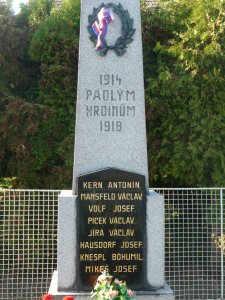 1914
PADLÝM
HRDINŮM
1918
KERN ANTONÍN
MANSFELD VÁCLAV
VOLF JOSEF.
PICEK VÁCLAV.
JÍRA VÁCLAV.
HAUSDORF JOSEF.
KNESPL BOHUMIL.
MIKEŠ JOSEF.